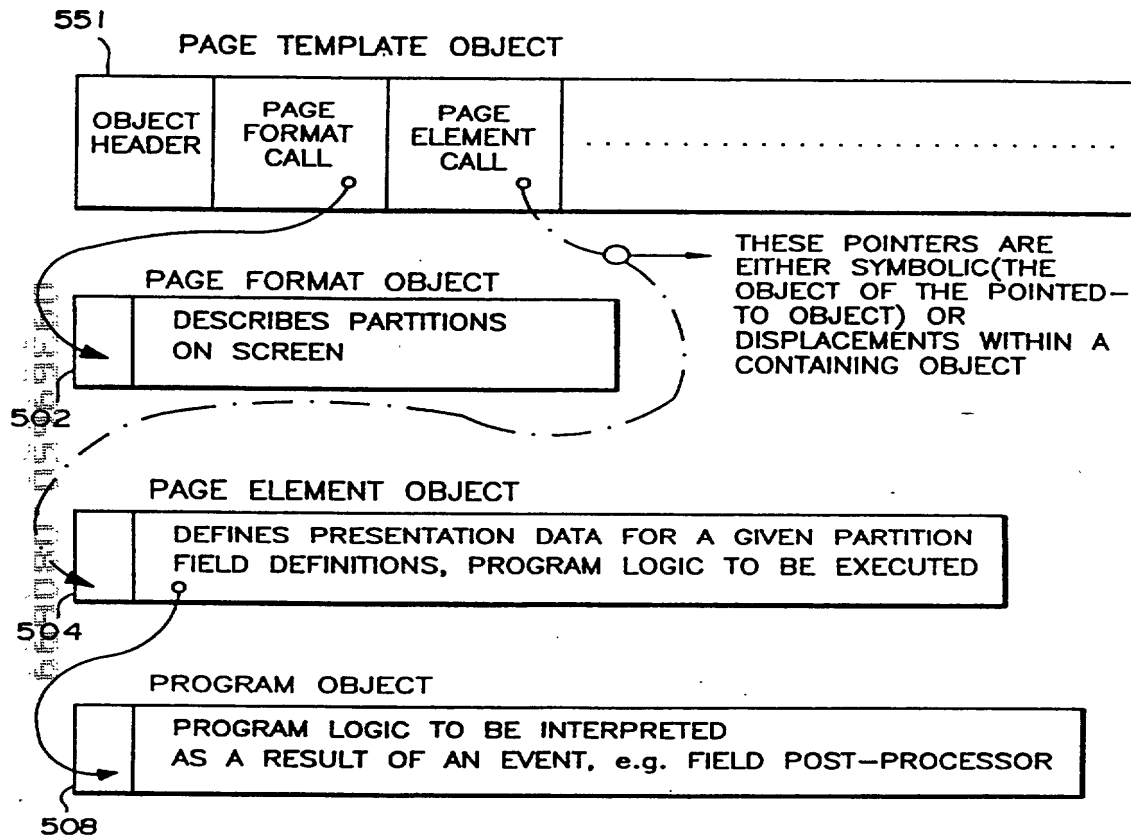 551
PAGE TEMPLATE OBJECT
OBJECT
HEADER
PAGE
FORMAT
CALL
PAGE
ELEMENT
CALL
. . . . . . . . . . . . . . . . . . . . . . . . . . . . . .
THESE POINTERS ARE
EITHER SYMBOLIC(THE
OBJECT OF THE POINTED-
TO OBJECT) OR
DISPLACEMENTS WITHIN A
CONTAINING OBJECT
PAGE FORMAT OBJECT
DESCRIBES PARTITIONS
ON SCREEN
502
PAGE ELEMENT OBJECT
DEFINES PRESENTATION DATA FOR A GIVEN PARTITION
FIELD DEFINITIONS, PROGRAM LOGIC TO BE EXECUTED
504
PROGRAM OBJECT
PROGRAM LOGIC TO BE INTERPRETED
AS A RESULT OF AN EVENT, e.g. FIELD POST-PROCESSOR
508